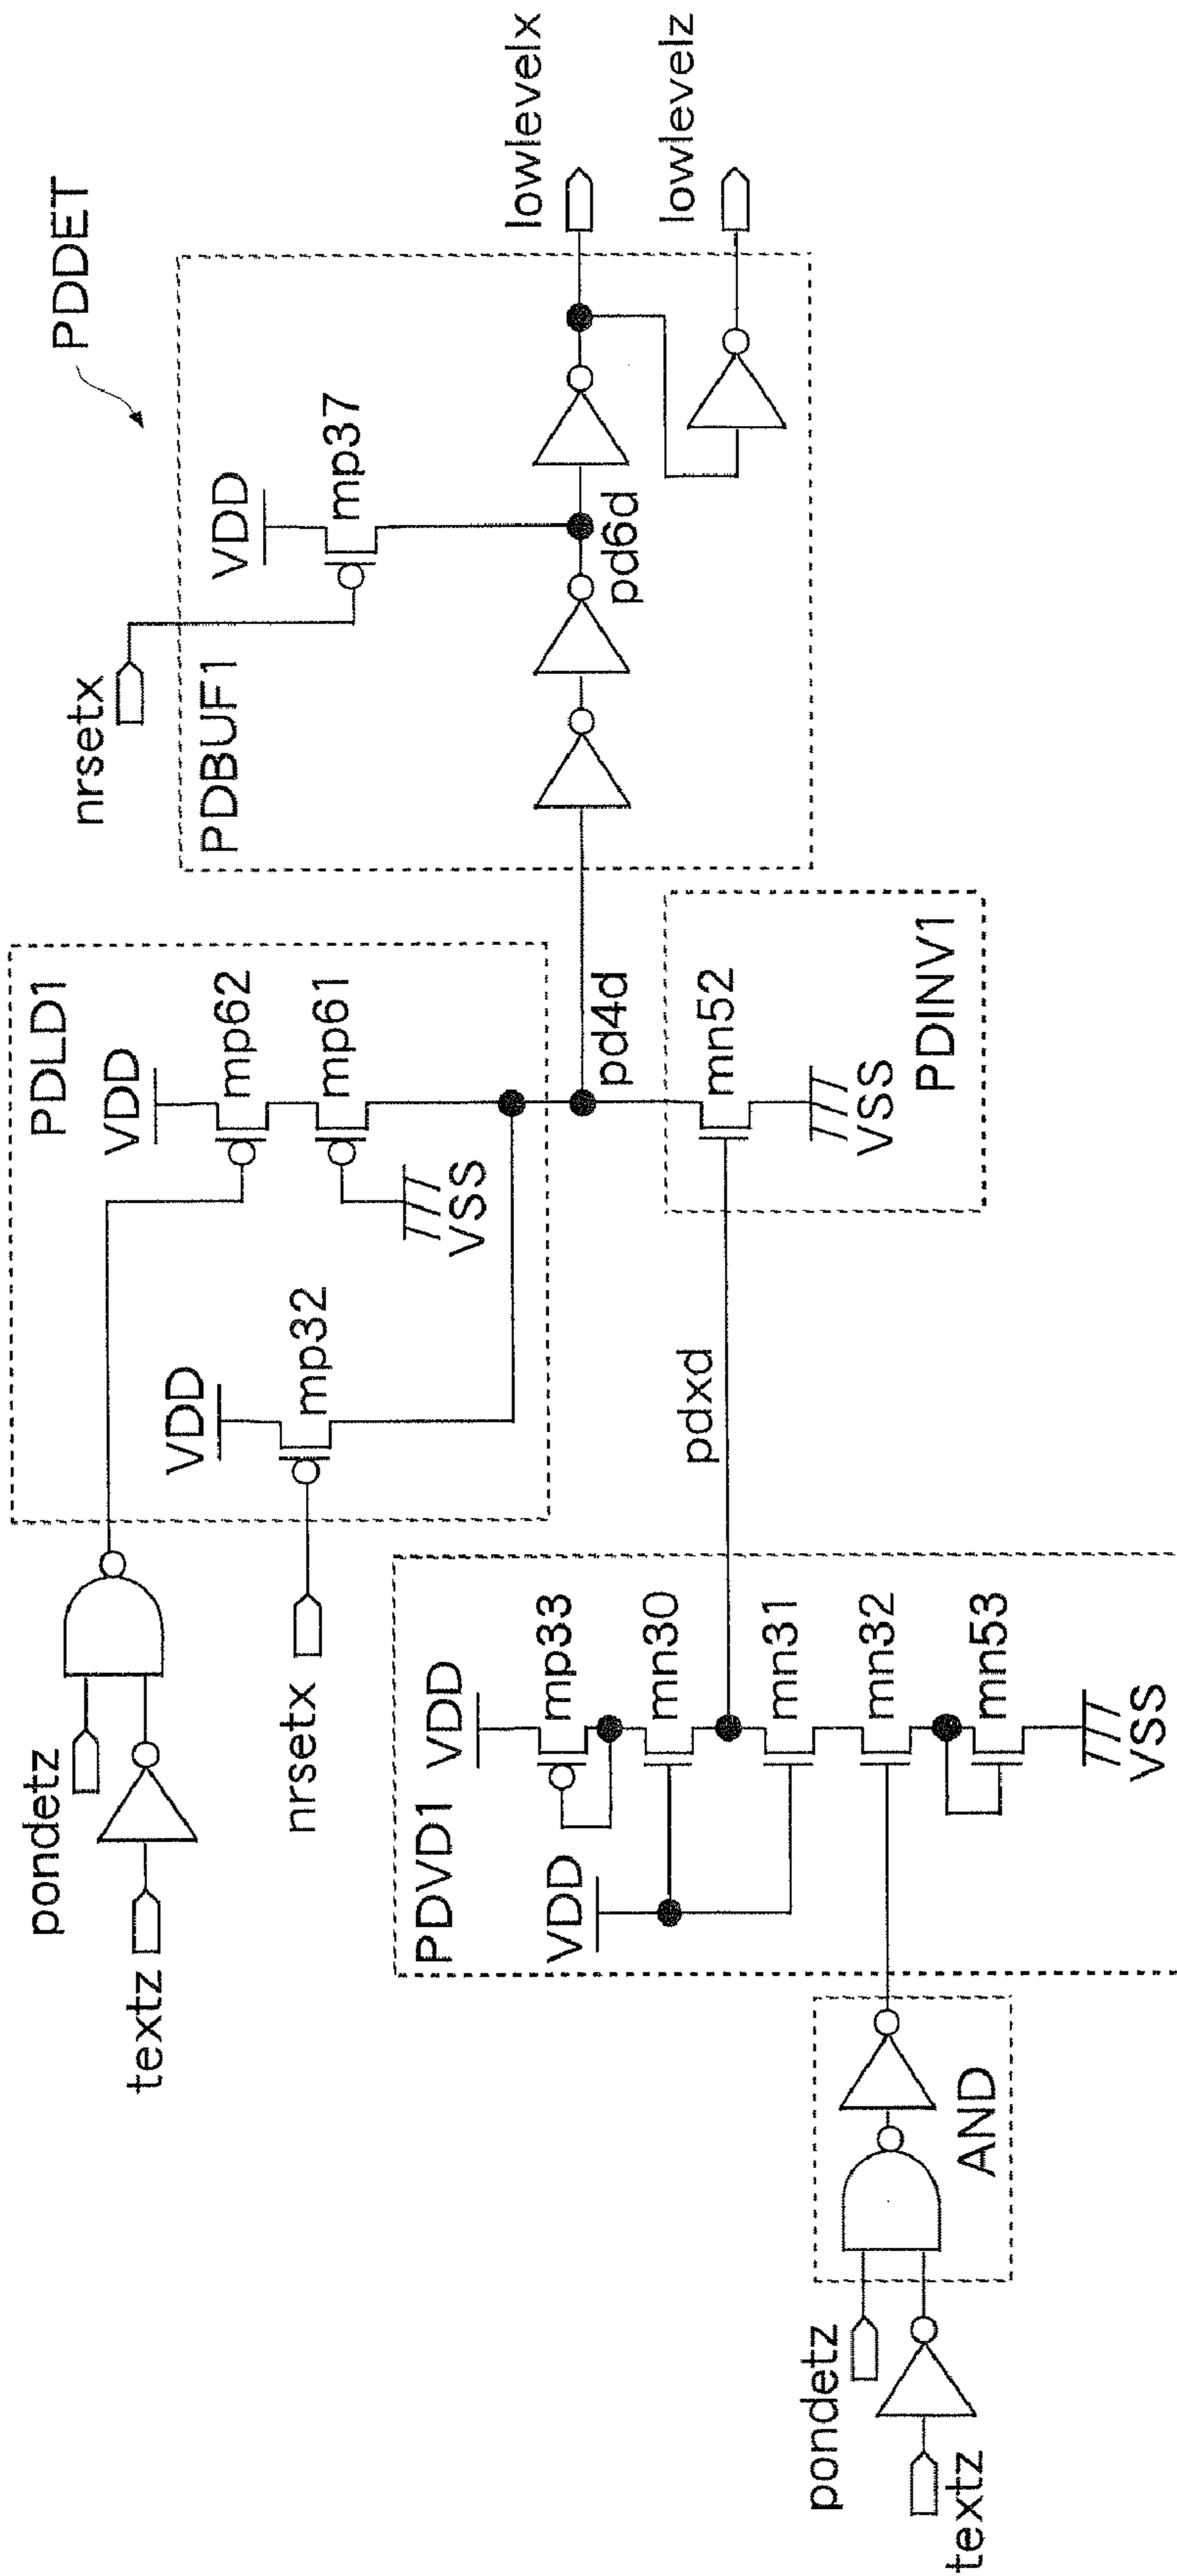 PDDET
nrsetx
VDD
mp37
PDBUF1
pd6d
lowlevelx
lowlevelz
PDLD1
VDD
mp62
mp61
VSS
VDD
mp32
pd4d
mn52
VSS
PDINV1
pondetz
textz
nrsetx
pdxd
PDVD1
VDD
mp33
VDD
mn30
mn31
mn32
mn53
VSS
AND
pondetz
textz